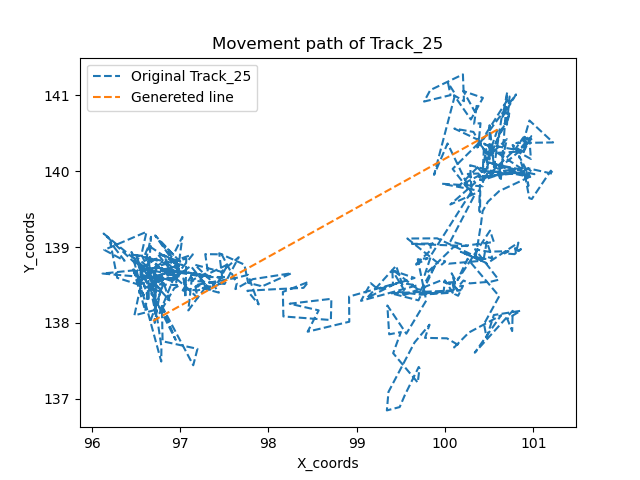 Movement path of Track_25
Original Track_25
Genereted line
Y_coords
141
140
139
138
137
96
97
98
99
100
101
X_coords